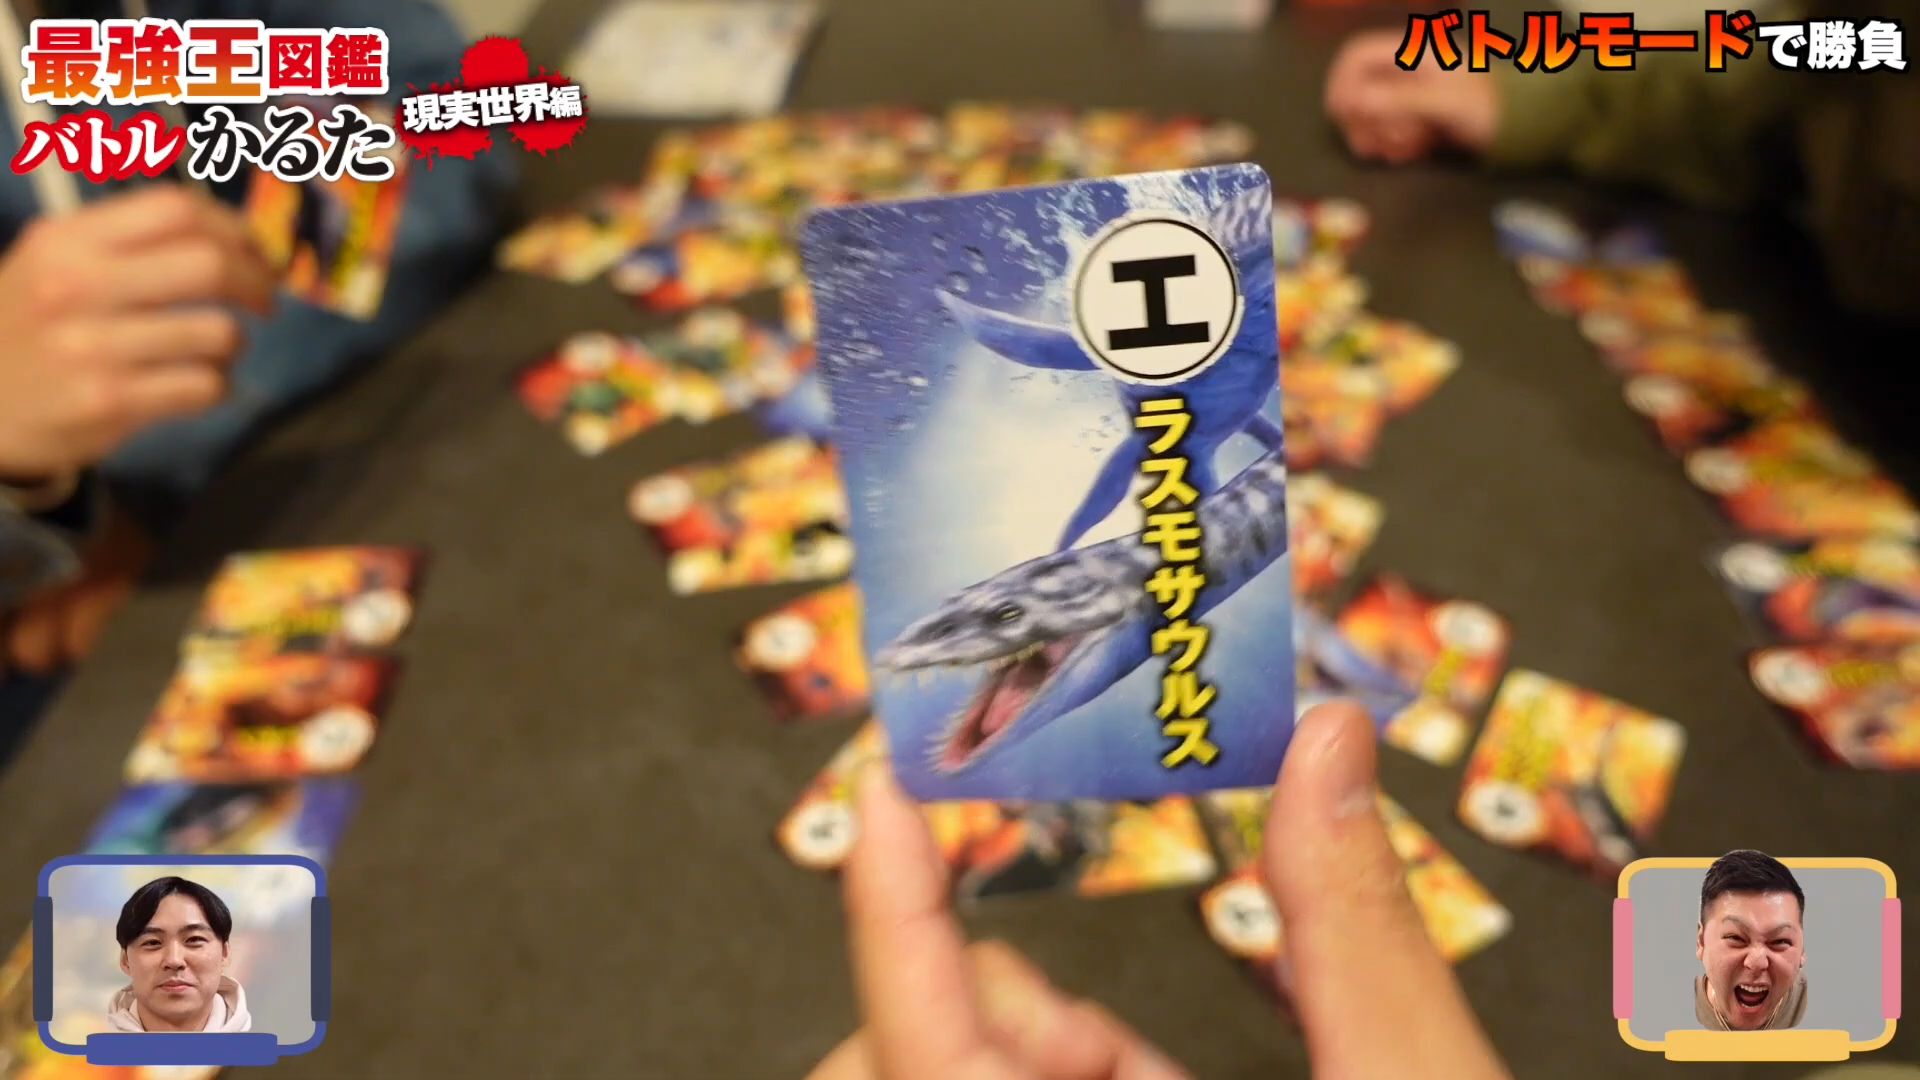 最強王図鑑
バトルかるた
現実世界編
バトルモードで勝負
エ
ラスモサウルス